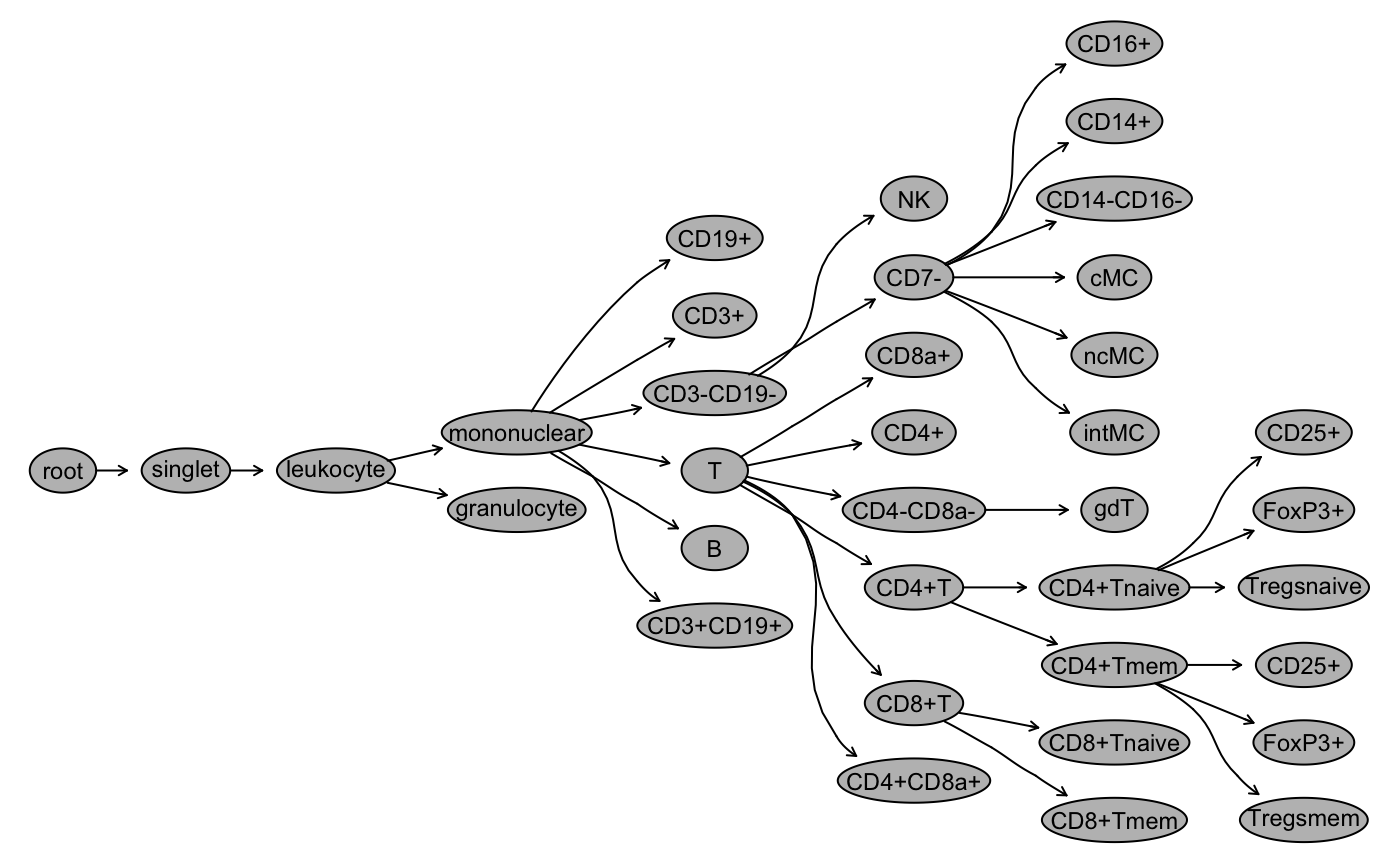 root
singlet
leukocyte
mononuclear
granulocyte
CD19+
CD3+
CD3-CD19-
T
B
CD3+CD19+
NK
CD7-
CD8a+
CD4+
CD4-CD8a-
CD4+T
CD8+T
CD4+CD8a+
CD16+
CD14+
CD14-CD16-
cMC
ncMC
intMC
gdT
CD4+Tnaive
CD4+Tmem
CD8+Tnaive
CD8+Tmem
CD25+
FoxP3+
Tregsnaive
CD25+
FoxP3+
Tregsmem